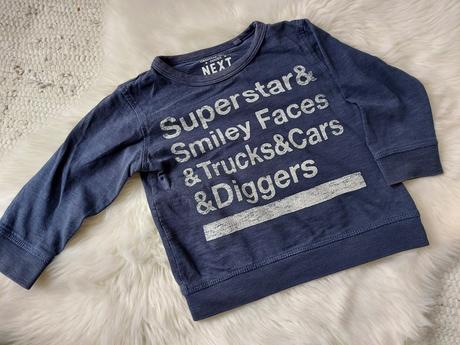 NEXT
Superstar&
Smiley Faces
&Trucks&Cars
&Diggers